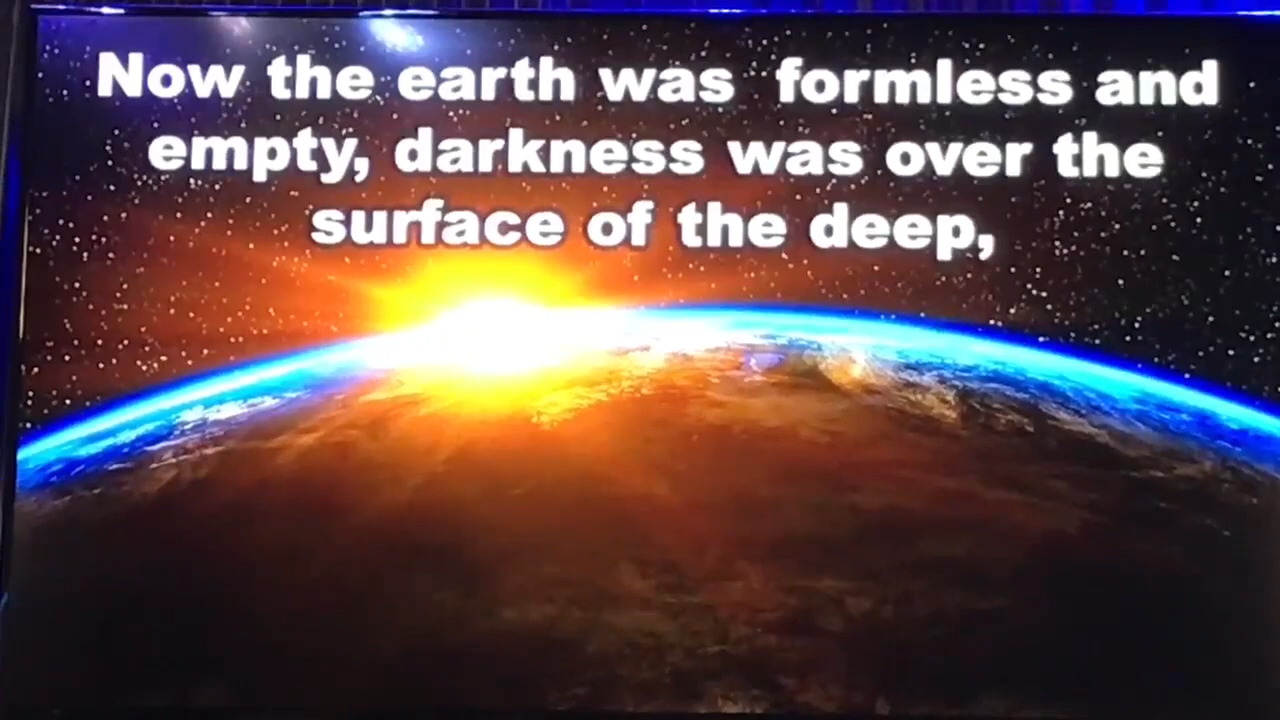 Now the earth was formless and
empty, darkness was over the
surface of the deep,